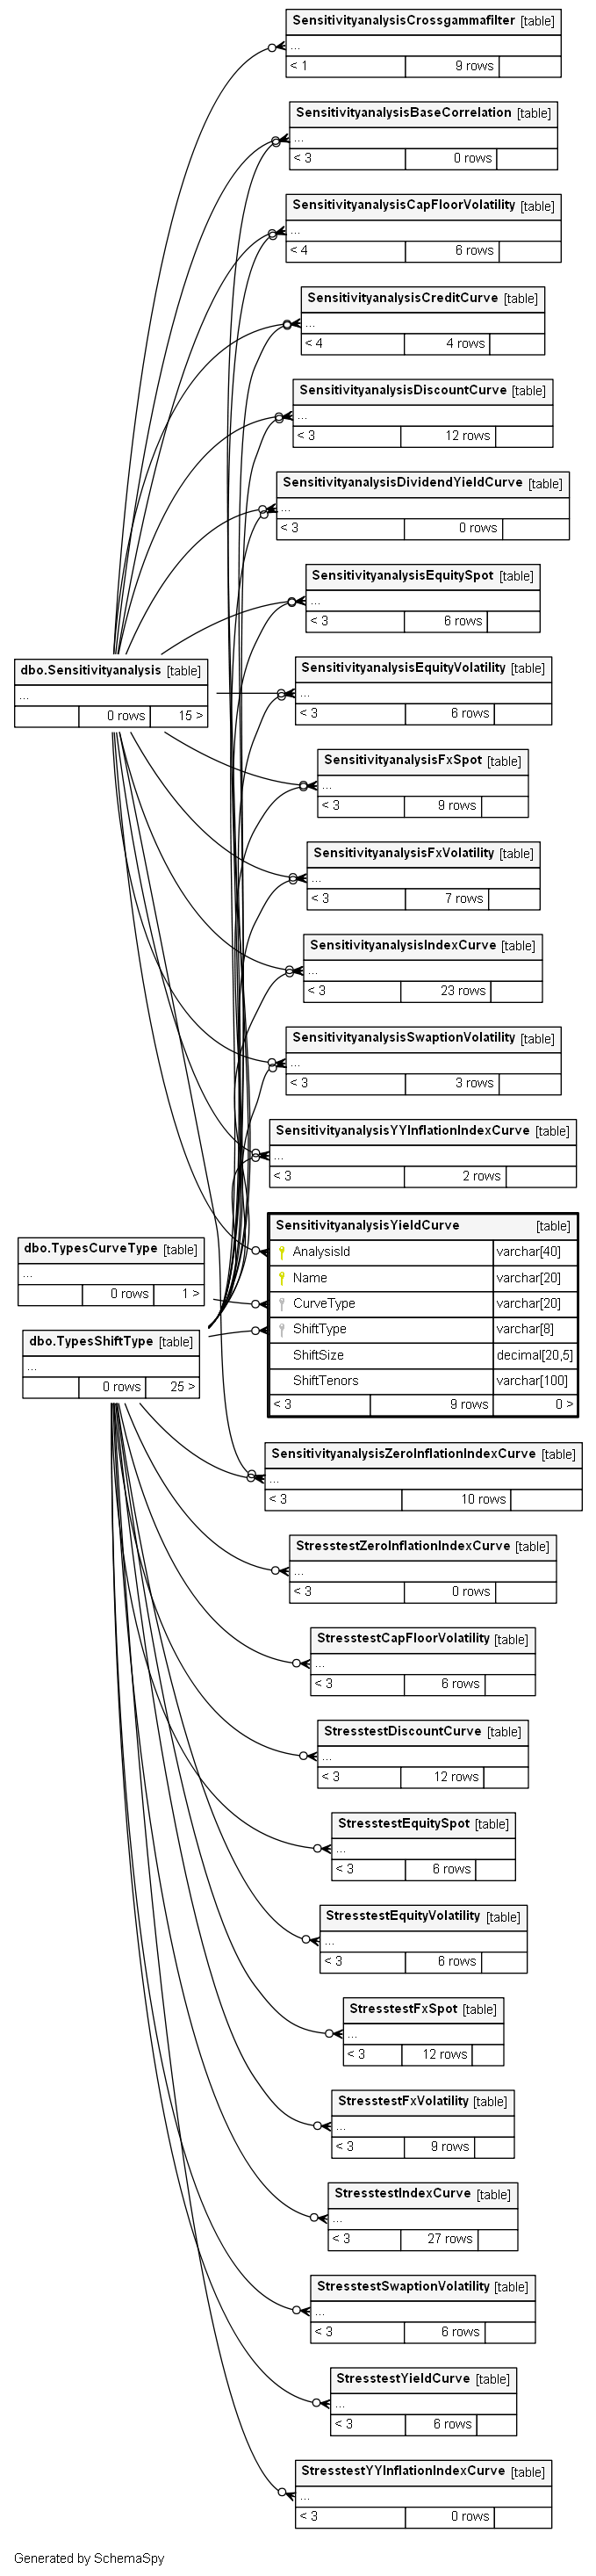 SensitivityanalysisCrossgammafilter [table]
...
< 1 9 rows
SensitivityanalysisBaseCorrelation [table]
...
< 3 0 rows
SensitivityanalysisCapFloorVolatility [table]
...
< 4 6 rows
SensitivityanalysisCreditCurve [table]
...
< 4 4 rows
SensitivityanalysisDiscountCurve [table]
...
< 3 12 rows
SensitivityanalysisDividendYieldCurve [table]
...
< 3 0 rows
SensitivityanalysisEquitySpot [table]
...
< 3 6 rows
dbo.Sensitivityanalysis [table]
...
0 rows 15 >
SensitivityanalysisEquityVolatility [table]
...
< 3 6 rows
SensitivityanalysisFxSpot [table]
...
< 3 9 rows
SensitivityanalysisFxVolatility [table]
...
< 3 7 rows
SensitivityanalysisIndexCurve [table]
...
< 3 23 rows
SensitivityanalysisSwaptionVolatility [table]
...
< 3 3 rows
SensitivityanalysisYYInflationIndexCurve [table]
...
< 3 2 rows
dbo.TypesCurveType [table]
...
0 rows 1 >
dbo.TypesShiftType [table]
...
0 rows 25 >
SensitivityanalysisYieldCurve [table]
AnalysisId varchar[40]
Name varchar[20]
CurveType varchar[20]
ShiftType varchar[8]
ShiftSize decimal[20,5]
ShiftTenors varchar[100]
< 3 9 rows 0 >
SensitivityanalysisZeroInflationIndexCurve [table]
...
< 3 10 rows
StresstestZeroInflationIndexCurve [table]
...
< 3 0 rows
StresstestCapFloorVolatility [table]
...
< 3 6 rows
StresstestDiscountCurve [table]
...
< 3 12 rows
StresstestEquitySpot [table]
...
< 3 6 rows
StresstestEquityVolatility [table]
...
< 3 6 rows
StresstestFxSpot [table]
...
< 3 12 rows
StresstestFxVolatility [table]
...
< 3 9 rows
StresstestIndexCurve [table]
...
< 3 27 rows
StresstestSwaptionVolatility [table]
...
< 3 6 rows
StresstestYieldCurve [table]
...
< 3 6 rows
StresstestYYInflationIndexCurve [table]
...
< 3 0 rows
Generated by SchemaSpy